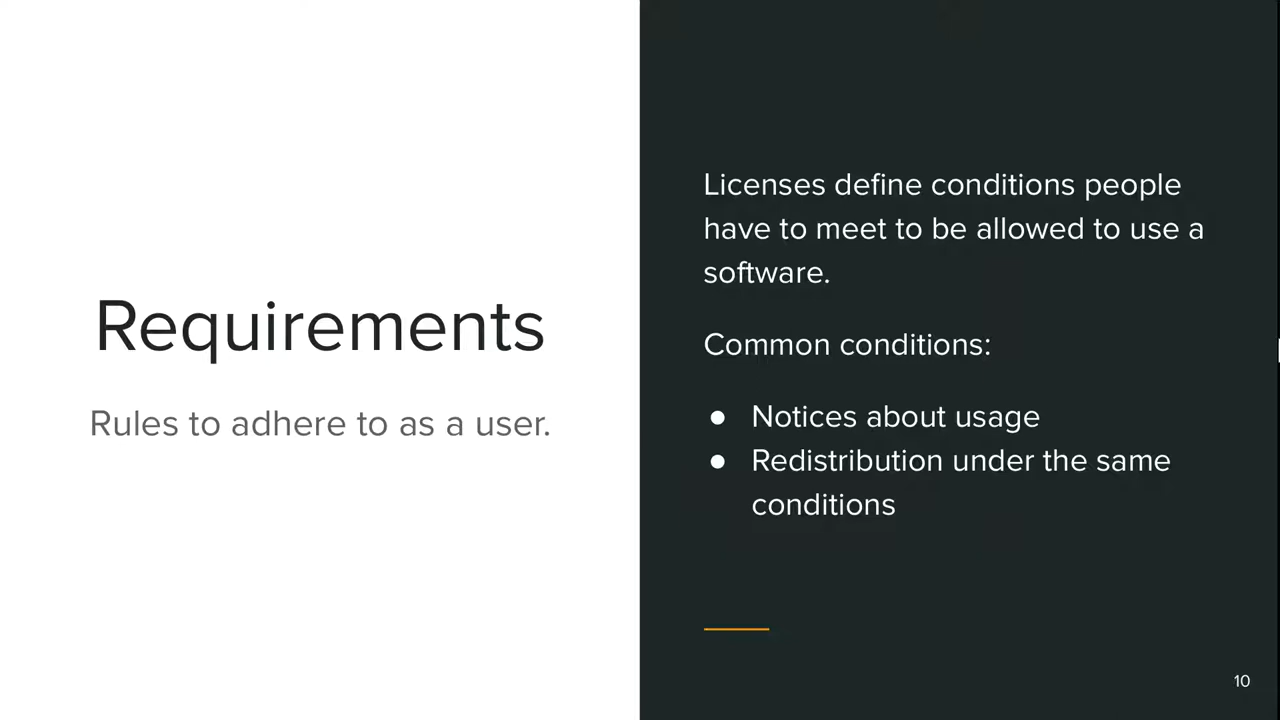 Requirements
Rules to adhere to as a user.
Licenses define conditions people
have to meet to be allowed to use a
software.
Common conditions:
● Notices about usage
● Redistribution under the same
conditions
10